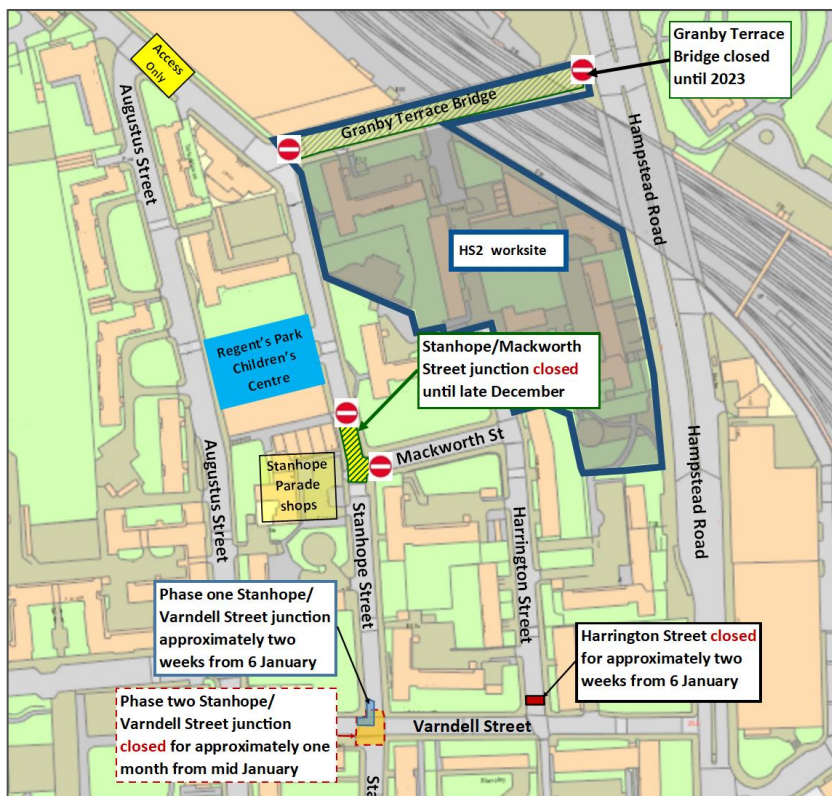 Granby Terrace
Bridge closed
until 2023
Access
Only
Granby Terrace Bridge
Augustus Street
Hampstead Road
HS2 worksite
Regent's Park
Children's
Centre
Stanhope/Mackworth
Street junction closed
until late December
Mackworth St
Stanhope
Parade
shops
Augustus Street
Stanhope Street
Harrington Street
Hampstead Road
Phase one Stanhope/
Varndell Street junction
approximately two
weeks from 6 January
Harrington Street closed
for approximately two
weeks from 6 January
Phase two Stanhope/
Varndell Street junction
closed for approximately one
month from mid January
Varndell Street
Sta